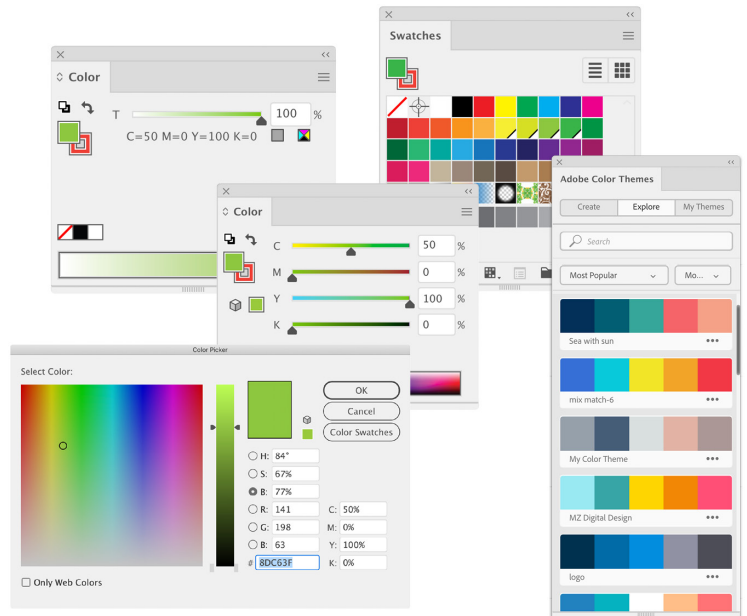 Swatches
Color
T 100 %
C=50 M=0 Y=100 K=0
Color
C 50 %
M 0 %
Y 100 %
K 0 %
Adobe Color Themes
Create Explore My Themes
Search
Most Popular Mo...
Sea with sun
mix match-6
My Color Theme
MZ Digital Design
logo
Color Picker
Select Color:
OK
Cancel
Color Swatches
H: 84°
S: 67%
B: 77%
R: 141 C: 50%
G: 198 M: 0%
B: 63 Y: 100%
# 8DC63F K: 0%
Only Web Colors